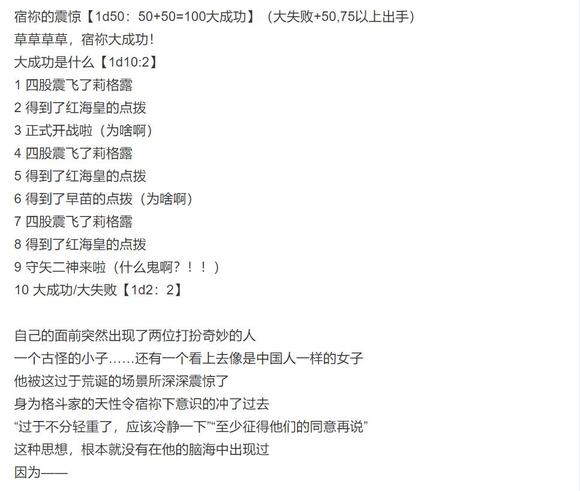 宿祢的震惊【1d50：50+50=100大成功】（大失败+50,75以上出手）
草草草草，宿祢大成功！
大成功是什么【1d10:2】
1 四股震飞了莉格露
2 得到了红海皇的点拨
3 正式开战啦（为啥啊）
4 四股震飞了莉格露
5 得到了红海皇的点拨
6 得到了早苗的点拨（为啥啊）
7 四股震飞了莉格露
8 得到了红海皇的点拨
9 守矢二神来啦（什么鬼啊？！！）
10 大成功/大失败【1d2：2】
自己的面前突然出现了两位打扮奇妙的人
一个古怪的小子……还有一个看上去像是中国人一样的女子
他被这过于荒诞的场景所深深震惊了
身为格斗家的天性令宿祢下意识的冲了过去
“过于不分轻重了，应该冷静一下”“至少征得他们的同意再说”
这种思想，根本就没有在他的脑海中出现过
因为——